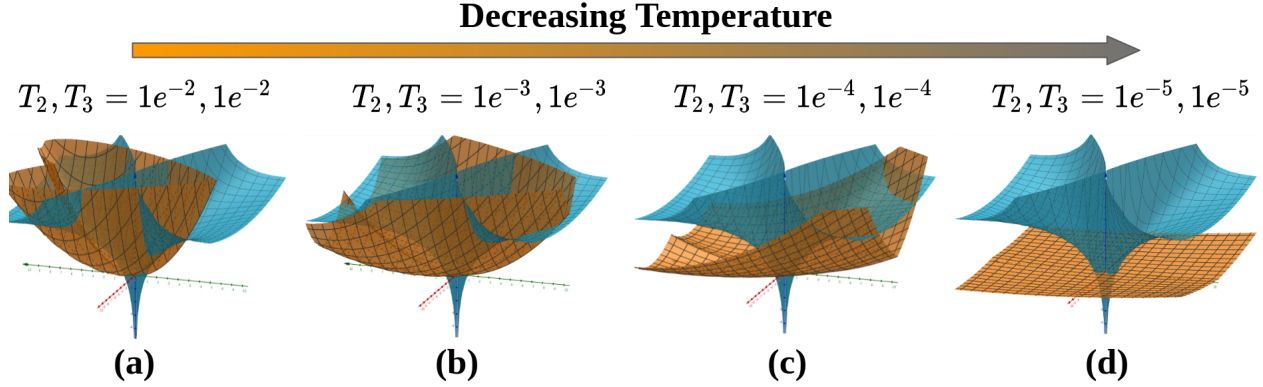 Decreasing Temperature
T₂, T₃ = 1e⁻², 1e⁻²
T₂, T₃ = 1e⁻³, 1e⁻³
T₂, T₃ = 1e⁻⁴, 1e⁻⁴
T₂, T₃ = 1e⁻⁵, 1e⁻⁵
(a)
(b)
(c)
(d)